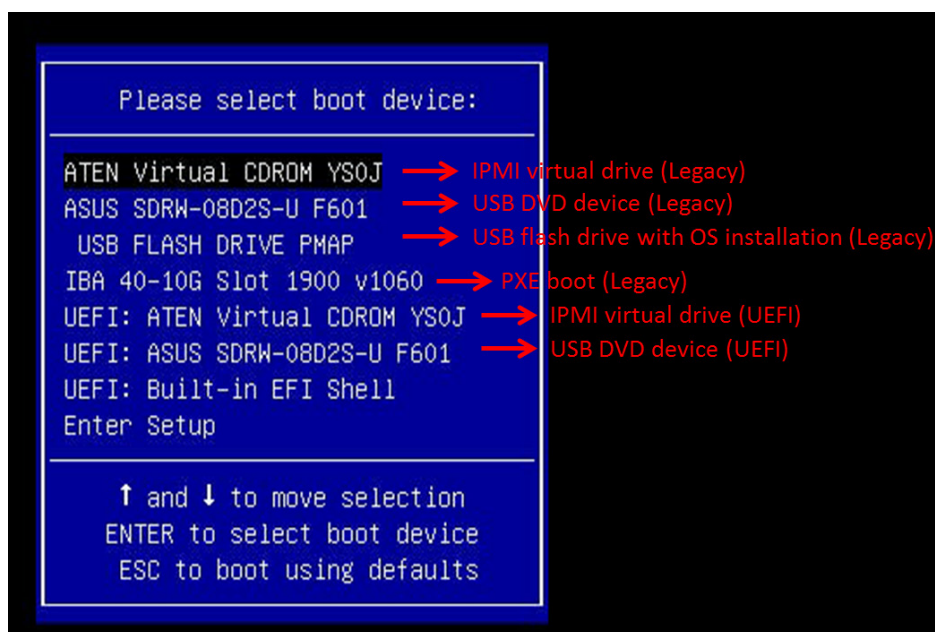 Please select boot device:
ATEN Virtual CDROM YS0J IPMI virtual drive (Legacy)
ASUS SDRW-08D2S-U F601 USB DVD device (Legacy)
USB FLASH DRIVE PMAP USB flash drive with OS installation (Legacy)
IBA 40-10G Slot 1900 v1060 PXE boot (Legacy)
UEFI: ATEN Virtual CDROM YS0J IPMI virtual drive (UEFI)
UEFI: ASUS SDRW-08D2S-U F601 USB DVD device (UEFI)
UEFI: Built-in EFI Shell
Enter Setup
↑ and ↓ to move selection
ENTER to select boot device
ESC to boot using defaults